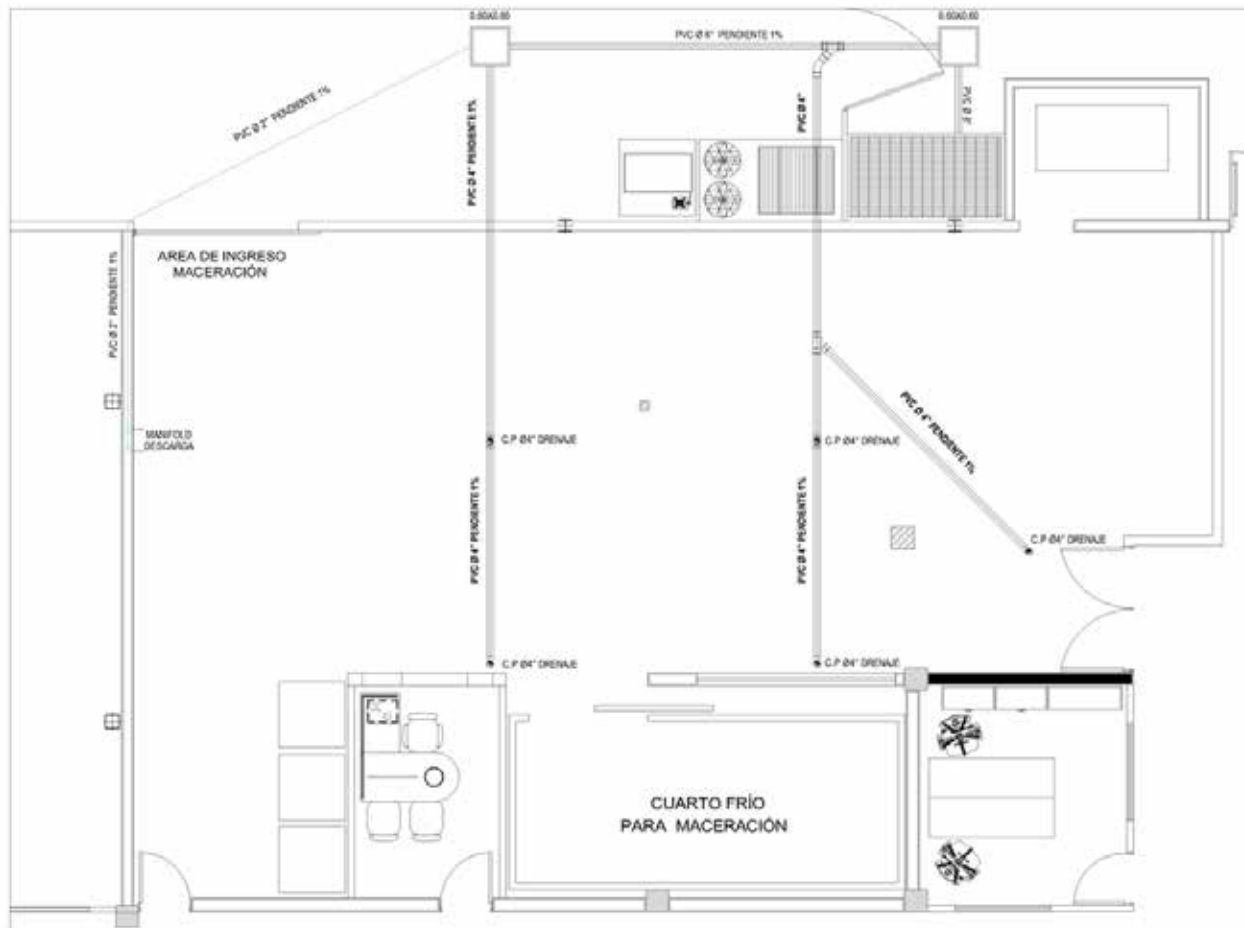 0.60X0.60
0.60X0.60
PVC Ø 6" PENDIENTE 1%
PVC Ø 2" PENDIENTE 1%
PVC Ø 4" PENDIENTE 1%
PVC Ø 4"
AREA DE INGRESO
MACERACIÓN
PVC Ø 2" PENDIENTE 1%
MANIFOLD
DESCARGA
C.P Ø4" DRENAJE
C.P Ø4" DRENAJE
PVC Ø 4" PENDIENTE 1%
PVC Ø 4" PENDIENTE 1%
PVC Ø 4" PENDIENTE 1%
C.P Ø4" DRENAJE
C.P Ø4" DRENAJE
C.P Ø4" DRENAJE
CUARTO FRÍO
PARA MACERACIÓN